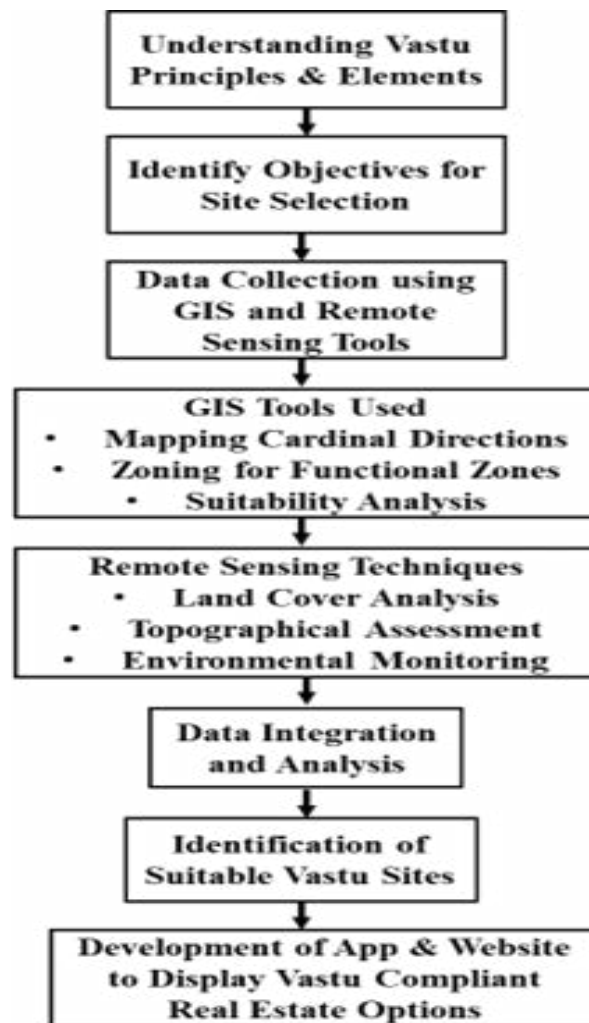 Understanding Vastu
Principles & Elements
Identify Objectives for
Site Selection
Data Collection using
GIS and Remote
Sensing Tools
GIS Tools Used
• Mapping Cardinal Directions
• Zoning for Functional Zones
• Suitability Analysis
Remote Sensing Techniques
• Land Cover Analysis
• Topographical Assessment
• Environmental Monitoring
Data Integration
and Analysis
Identification of
Suitable Vastu Sites
Development of App & Website
to Display Vastu Compliant
Real Estate Options